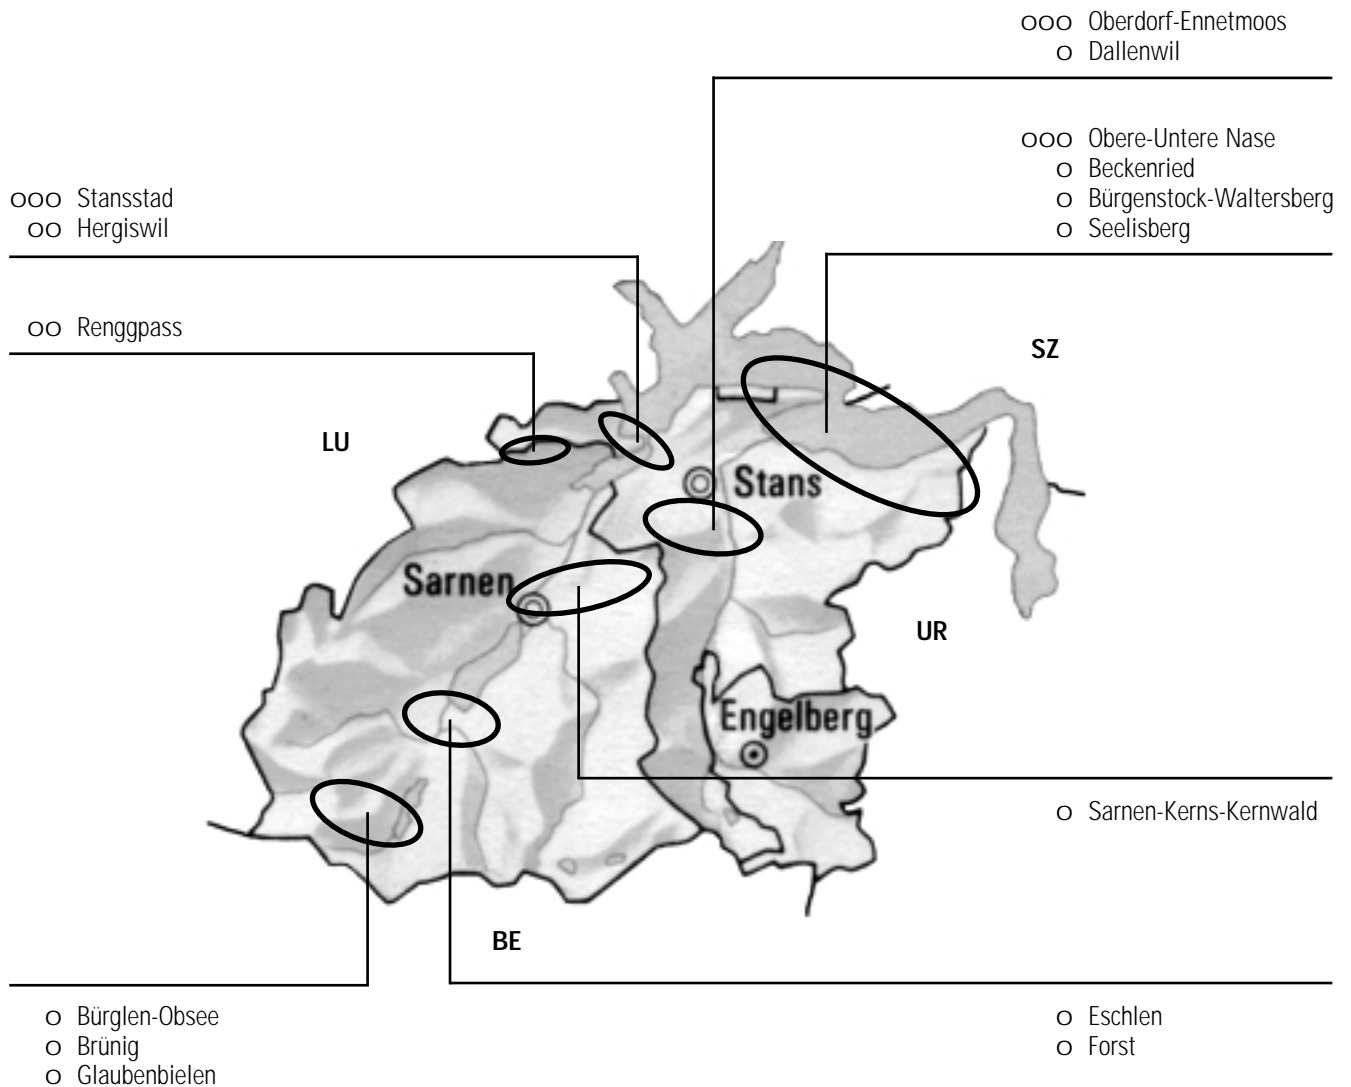 ooo Oberdorf-Ennetmoos
o Dallenwil
ooo Obere-Untere Nase
o Beckenried
o Bürgenstock-Waltersberg
o Seelisberg
ooo Stansstad
oo Hergiswil
oo Renggpass
SZ
LU
Stans
Sarnen
UR
Engelberg
o Sarnen-Kerns-Kernwald
BE
o Bürglen-Obsee
o Brünig
o Glaubenbielen
o Eschlen
o Forst